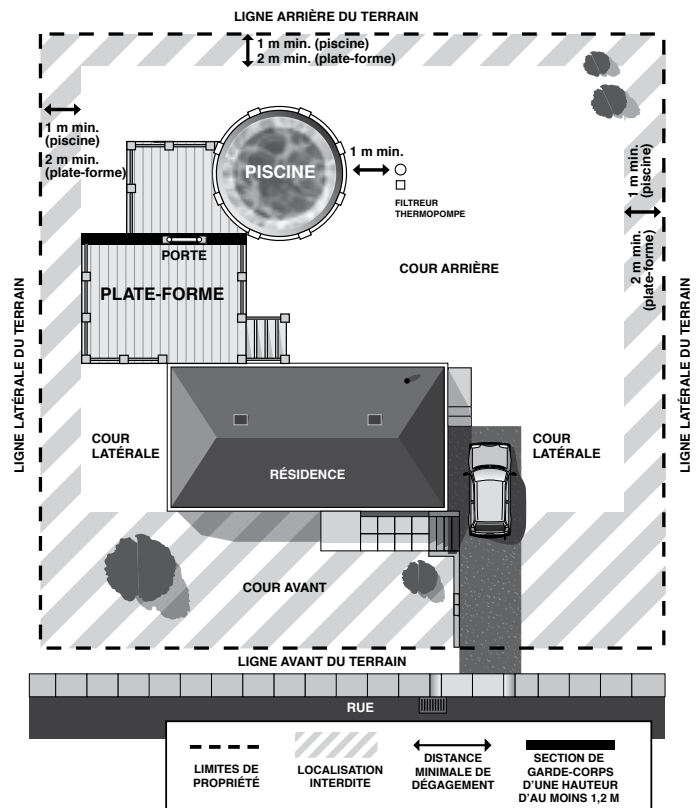 LIGNE ARRIÈRE DU TERRAIN
1 m min. (piscine)
2 m min. (plate-forme)
1 m min.
(piscine)
2 m min.
(plate-forme)
PISCINE
1 m min.
FILTREUR
THERMOPOMPE
1 m min.
(piscine)
2 m min.
(plate-forme)
PORTE
PLATE-FORME
COUR ARRIÈRE
LIGNE LATÉRALE DU TERRAIN
LIGNE LATÉRALE DU TERRAIN
COUR
LATÉRALE
RÉSIDENCE
COUR
LATÉRALE
COUR AVANT
LIGNE AVANT DU TERRAIN
RUE
LIMITES DE
PROPRIÉTÉ
LOCALISATION
INTERDITE
DISTANCE
MINIMALE DE
DÉGAGEMENT
SECTION DE
GARDE-CORPS
D'UNE HAUTEUR
D'AU MOINS 1,2 M